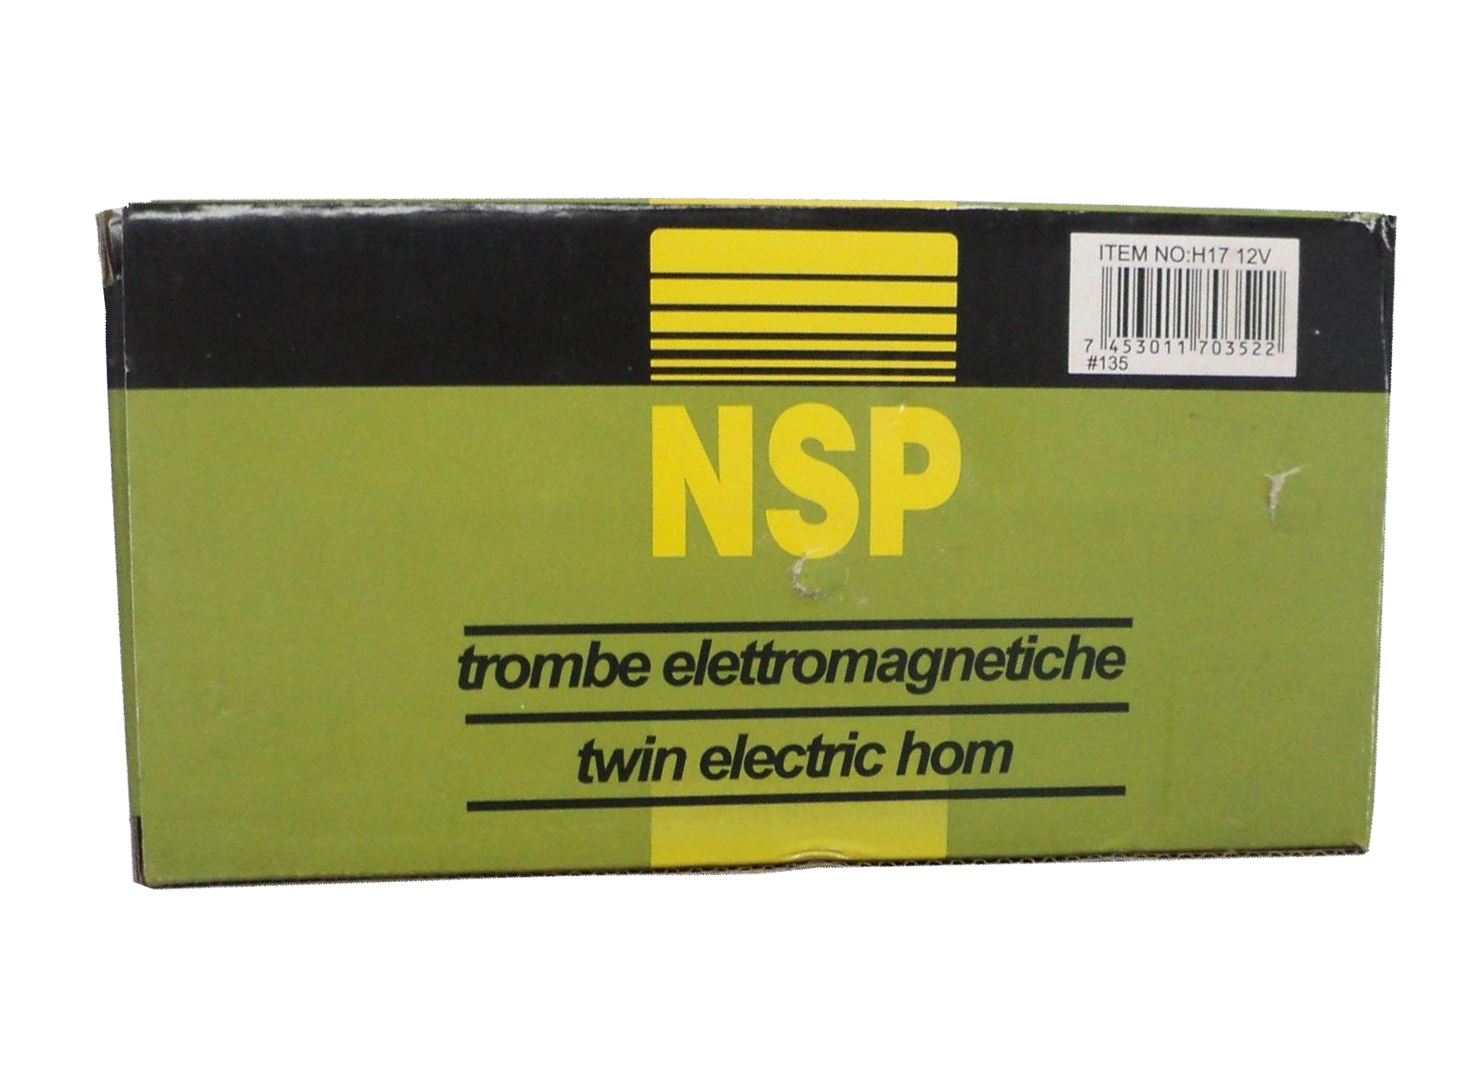 ITEM NO:H17 12V
7 453011 703522
#135
NSP
trombe elettromagnetiche
twin electric hom